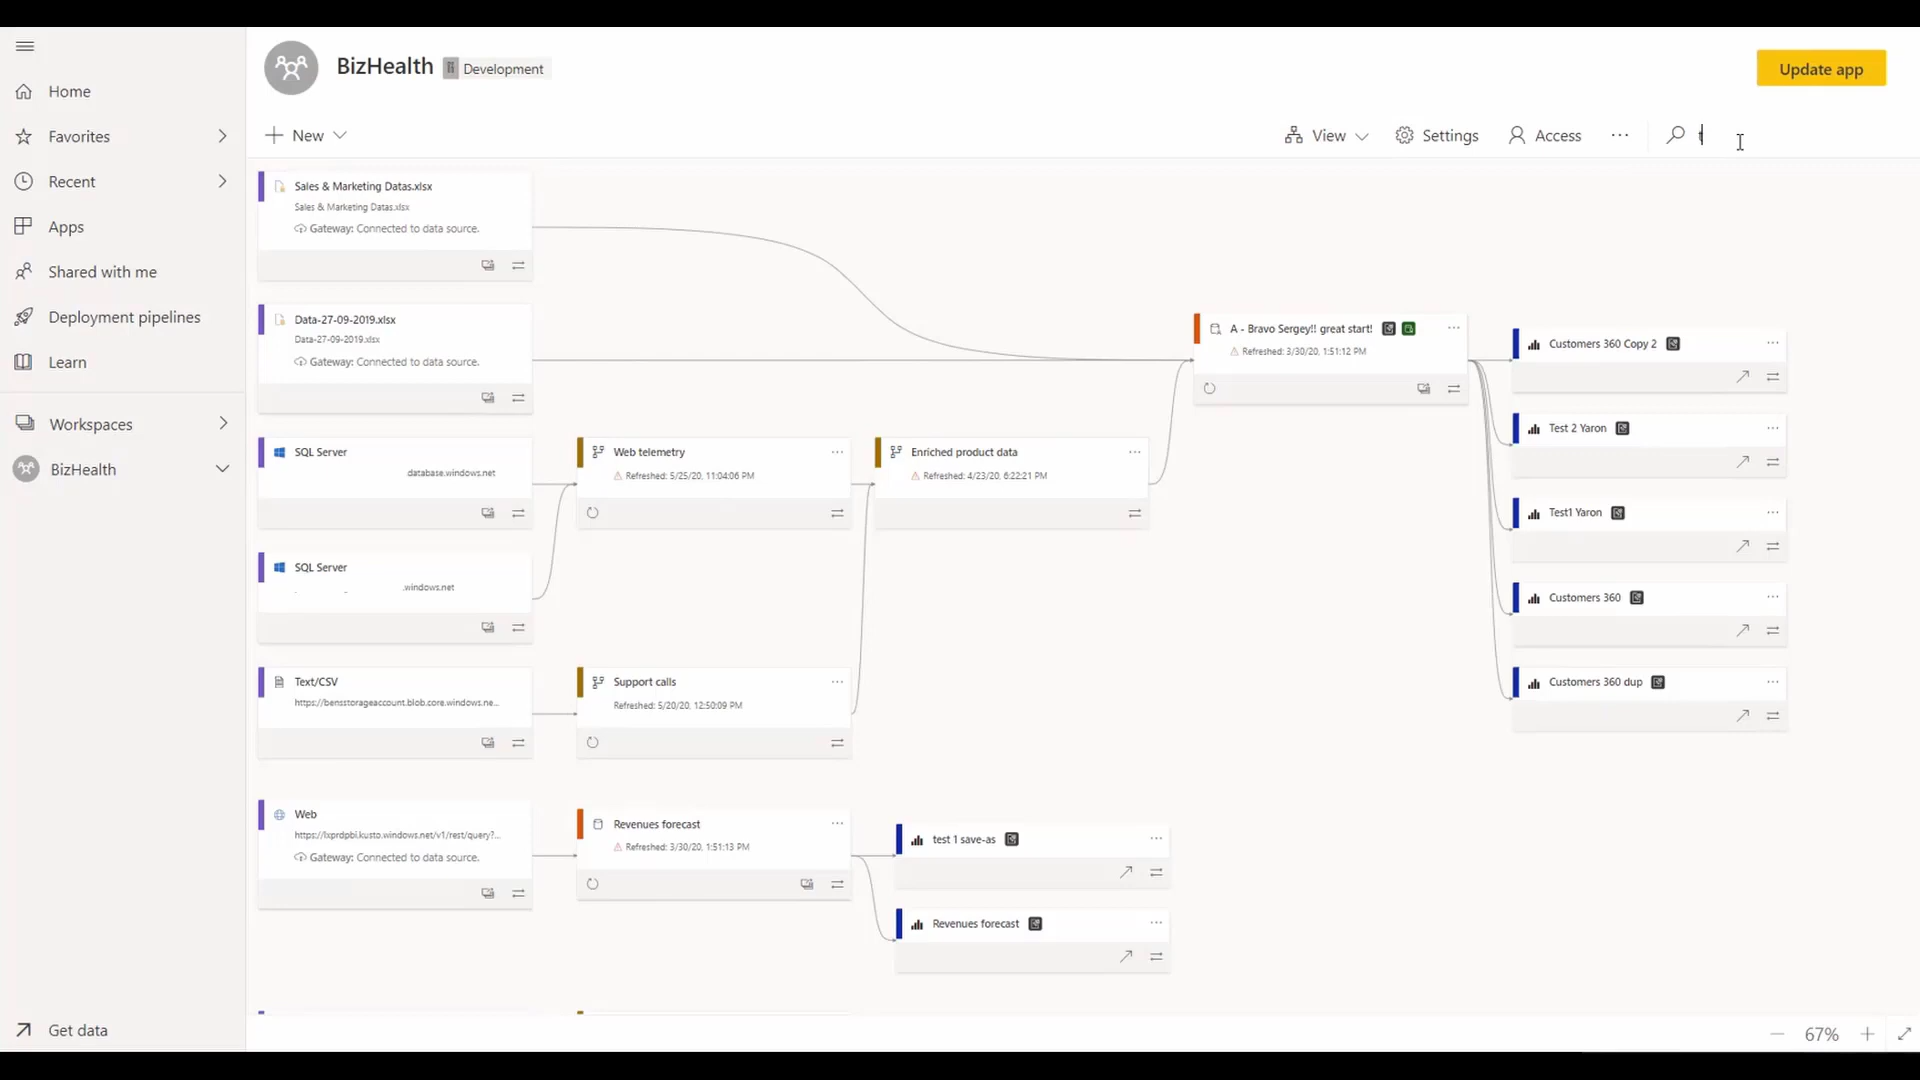 BizHealth Development
Update app
Home
Favorites
Recent
Apps
Shared with me
Deployment pipelines
Learn
Workspaces
BizHealth
Get data
New
View
Settings
Access
t
Sales & Marketing Datas.xlsx
Sales & Marketing Datas.xlsx
Gateway: Connected to data source.
Data-27-09-2019.xlsx
Data-27-09-2019.xlsx
Gateway: Connected to data source.
SQL Server
database.windows.net
SQL Server
.windows.net
Text/CSV
https://bensstorageaccount.blob.core.windows.ne...
Web
https://lxprdpbi.kusto.windows.net/v1/rest/query?...
Gateway: Connected to data source.
Web telemetry
Refreshed: 5/25/20, 11:04:06 PM
Support calls
Refreshed: 5/20/20, 12:50:09 PM
Revenues forecast
Refreshed: 3/30/20, 1:51:13 PM
Enriched product data
Refreshed: 4/23/20, 6:22:21 PM
test 1 save-as
Revenues forecast
A - Bravo Sergey!! great start!
Refreshed: 3/30/20, 1:51:12 PM
Customers 360 Copy 2
Test 2 Yaron
Test1 Yaron
Customers 360
Customers 360 dup
67%